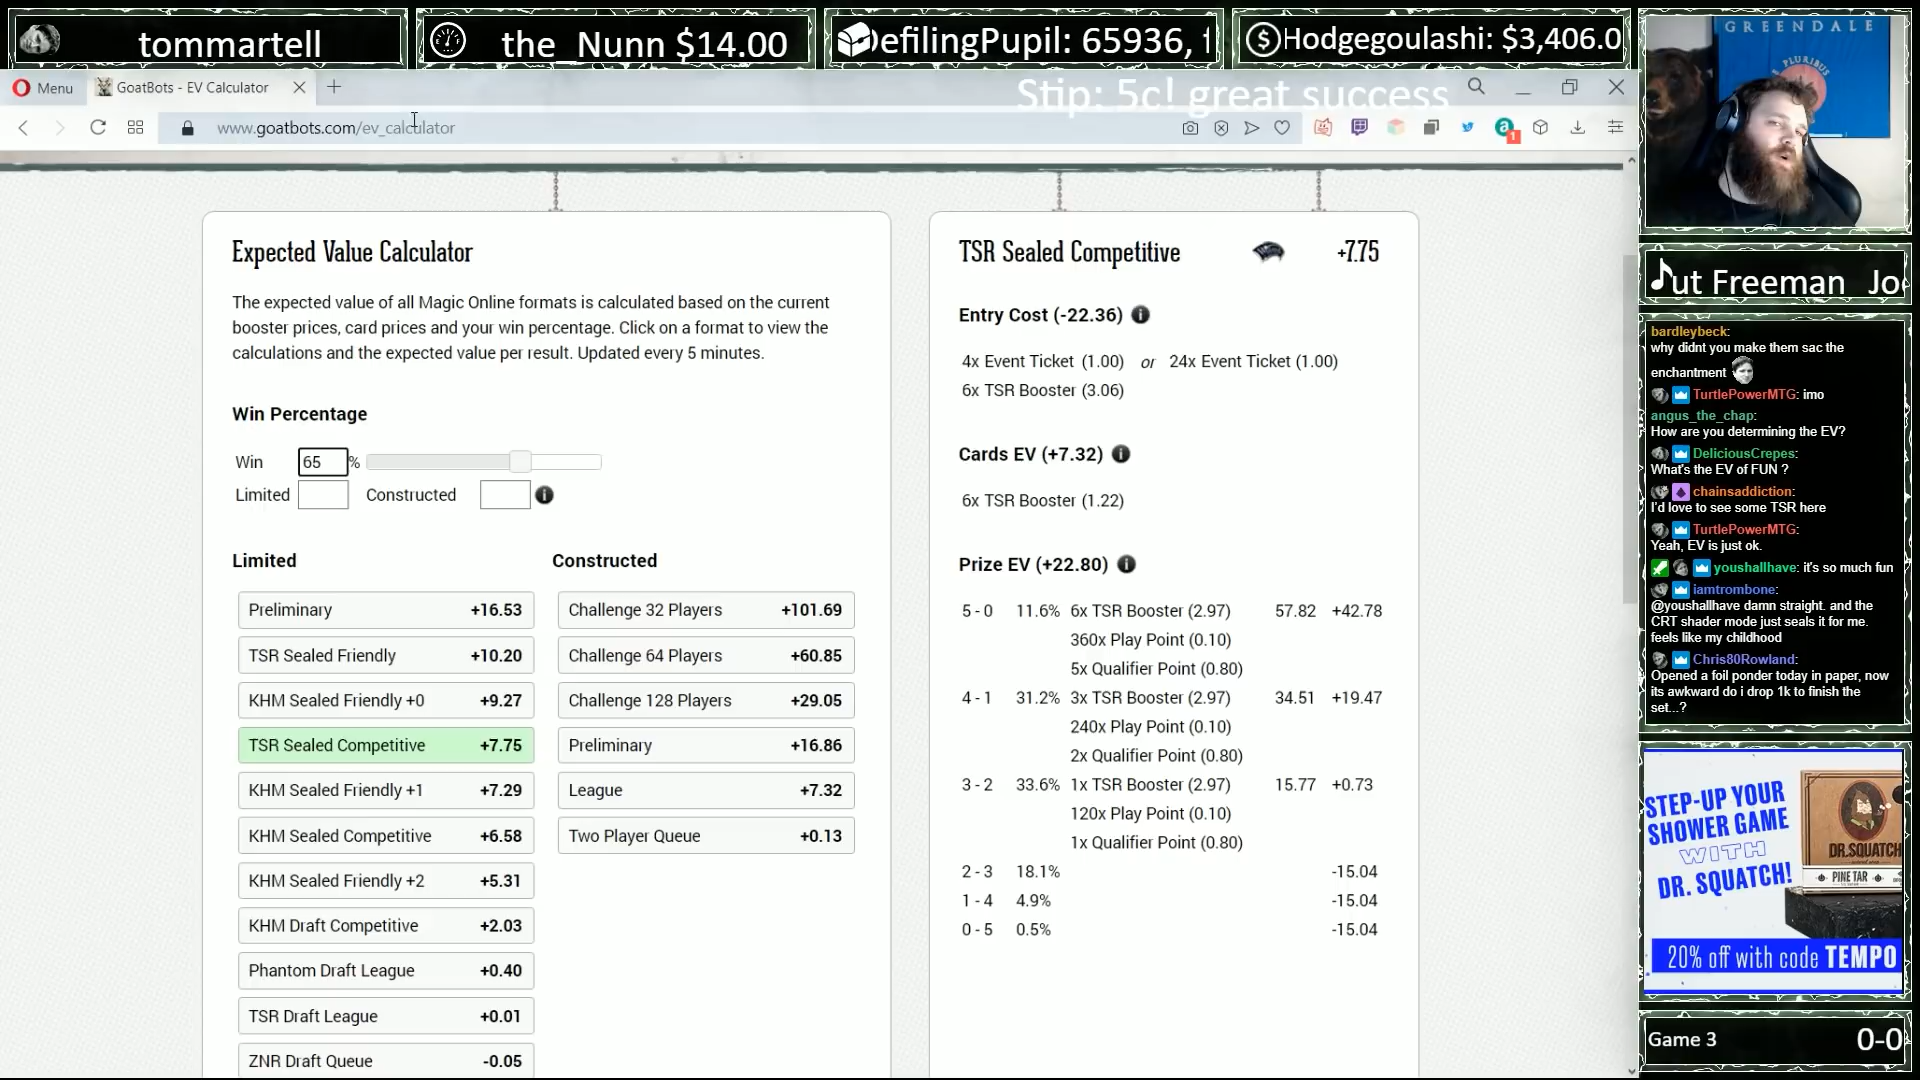 tommartell
the_Nunn $14.00
efilingPupil: 65936,
Hodgegoulashi: $3,406.0
GREENDALE
E PLURIBUS
Menu
GoatBots - EV Calculator
Stip: 5c! great success
www.goatbots.com/ev_calculator
1
Expected Value Calculator
The expected value of all Magic Online formats is calculated based on the current
booster prices, card prices and your win percentage. Click on a format to view the
calculations and the expected value per result. Updated every 5 minutes.
Win Percentage
Win 65 %
Limited Constructed
Limited Constructed
Preliminary +16.53 Challenge 32 Players +101.69
TSR Sealed Friendly +10.20 Challenge 64 Players +60.85
KHM Sealed Friendly +0 +9.27 Challenge 128 Players +29.05
TSR Sealed Competitive +7.75 Preliminary +16.86
KHM Sealed Friendly +1 +7.29 League +7.32
KHM Sealed Competitive +6.58 Two Player Queue +0.13
KHM Sealed Friendly +2 +5.31
KHM Draft Competitive +2.03
Phantom Draft League +0.40
TSR Draft League +0.01
ZNR Draft Queue -0.05
TSR Sealed Competitive +7.75
Entry Cost (-22.36)
4x Event Ticket (1.00) or 24x Event Ticket (1.00)
6x TSR Booster (3.06)
Cards EV (+7.32)
6x TSR Booster (1.22)
Prize EV (+22.80)
5 - 0 11.6% 6x TSR Booster (2.97) 57.82 +42.78
360x Play Point (0.10)
5x Qualifier Point (0.80)
4 - 1 31.2% 3x TSR Booster (2.97) 34.51 +19.47
240x Play Point (0.10)
2x Qualifier Point (0.80)
3 - 2 33.6% 1x TSR Booster (2.97) 15.77 +0.73
120x Play Point (0.10)
1x Qualifier Point (0.80)
2 - 3 18.1% -15.04
1 - 4 4.9% -15.04
0 - 5 0.5% -15.04
ut Freeman Jo
bardleybeck:
why didnt you make them sac the
enchantment
TurtlePowerMTG: imo
angus_the_chap:
How are you determining the EV?
DeliciousCrepes:
What's the EV of FUN ?
chainsaddiction:
I'd love to see some TSR here
TurtlePowerMTG:
Yeah, EV is just ok.
youshallhave: it's so much fun
iamtrombone:
@youshallhave damn straight. and the
CRT shader mode just seals it for me.
feels like my childhood
Chris80Rowland:
Opened a foil ponder today in paper, now
its awkward do i drop 1k to finish the
set...?
STEP-UP YOUR
SHOWER GAME
WITH
DR. SQUATCH!
DR.SQUATCH
PINE TAR
20% off with code TEMPO
Game 3 0-0